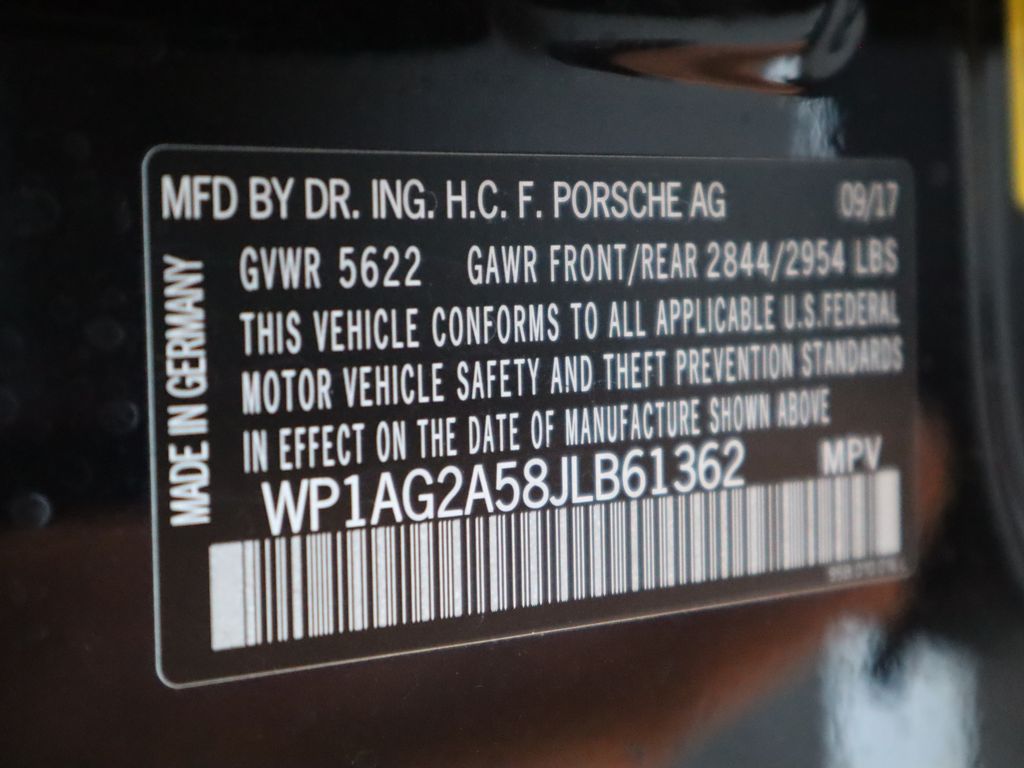 MFD BY DR. ING. H.C. F. PORSCHE AG 09/17
MADE IN GERMANY
GVWR 5622 GAWR FRONT/REAR 2844/2954 LBS
THIS VEHICLE CONFORMS TO ALL APPLICABLE U.S.FEDERAL
MOTOR VEHICLE SAFETY AND THEFT PREVENTION STANDARDS
IN EFFECT ON THE DATE OF MANUFACTURE SHOWN ABOVE
WP1AG2A58JLB61362 MPV